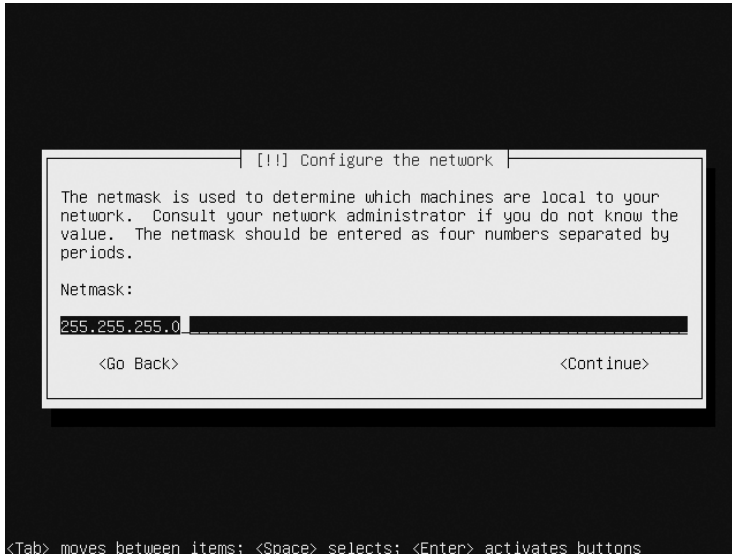 [!!] Configure the network
The netmask is used to determine which machines are local to your
network.  Consult your network administrator if you do not know the
value.  The netmask should be entered as four numbers separated by
periods.
Netmask:
255.255.255.0
<Go Back> <Continue>
<Tab> moves between items; <Space> selects; <Enter> activates buttons